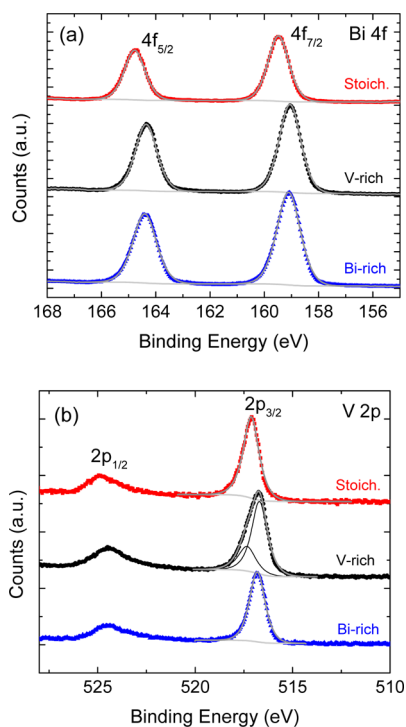 (a) 4f5/2 4f7/2 Bi 4f
Stoich.
V-rich
Bi-rich
Counts (a.u.)
168 166 164 162 160 158 156
Binding Energy (eV)
(b) 2p1/2 2p3/2 V 2p
Stoich.
V-rich
Bi-rich
Counts (a.u.)
525 520 515 510
Binding Energy (eV)